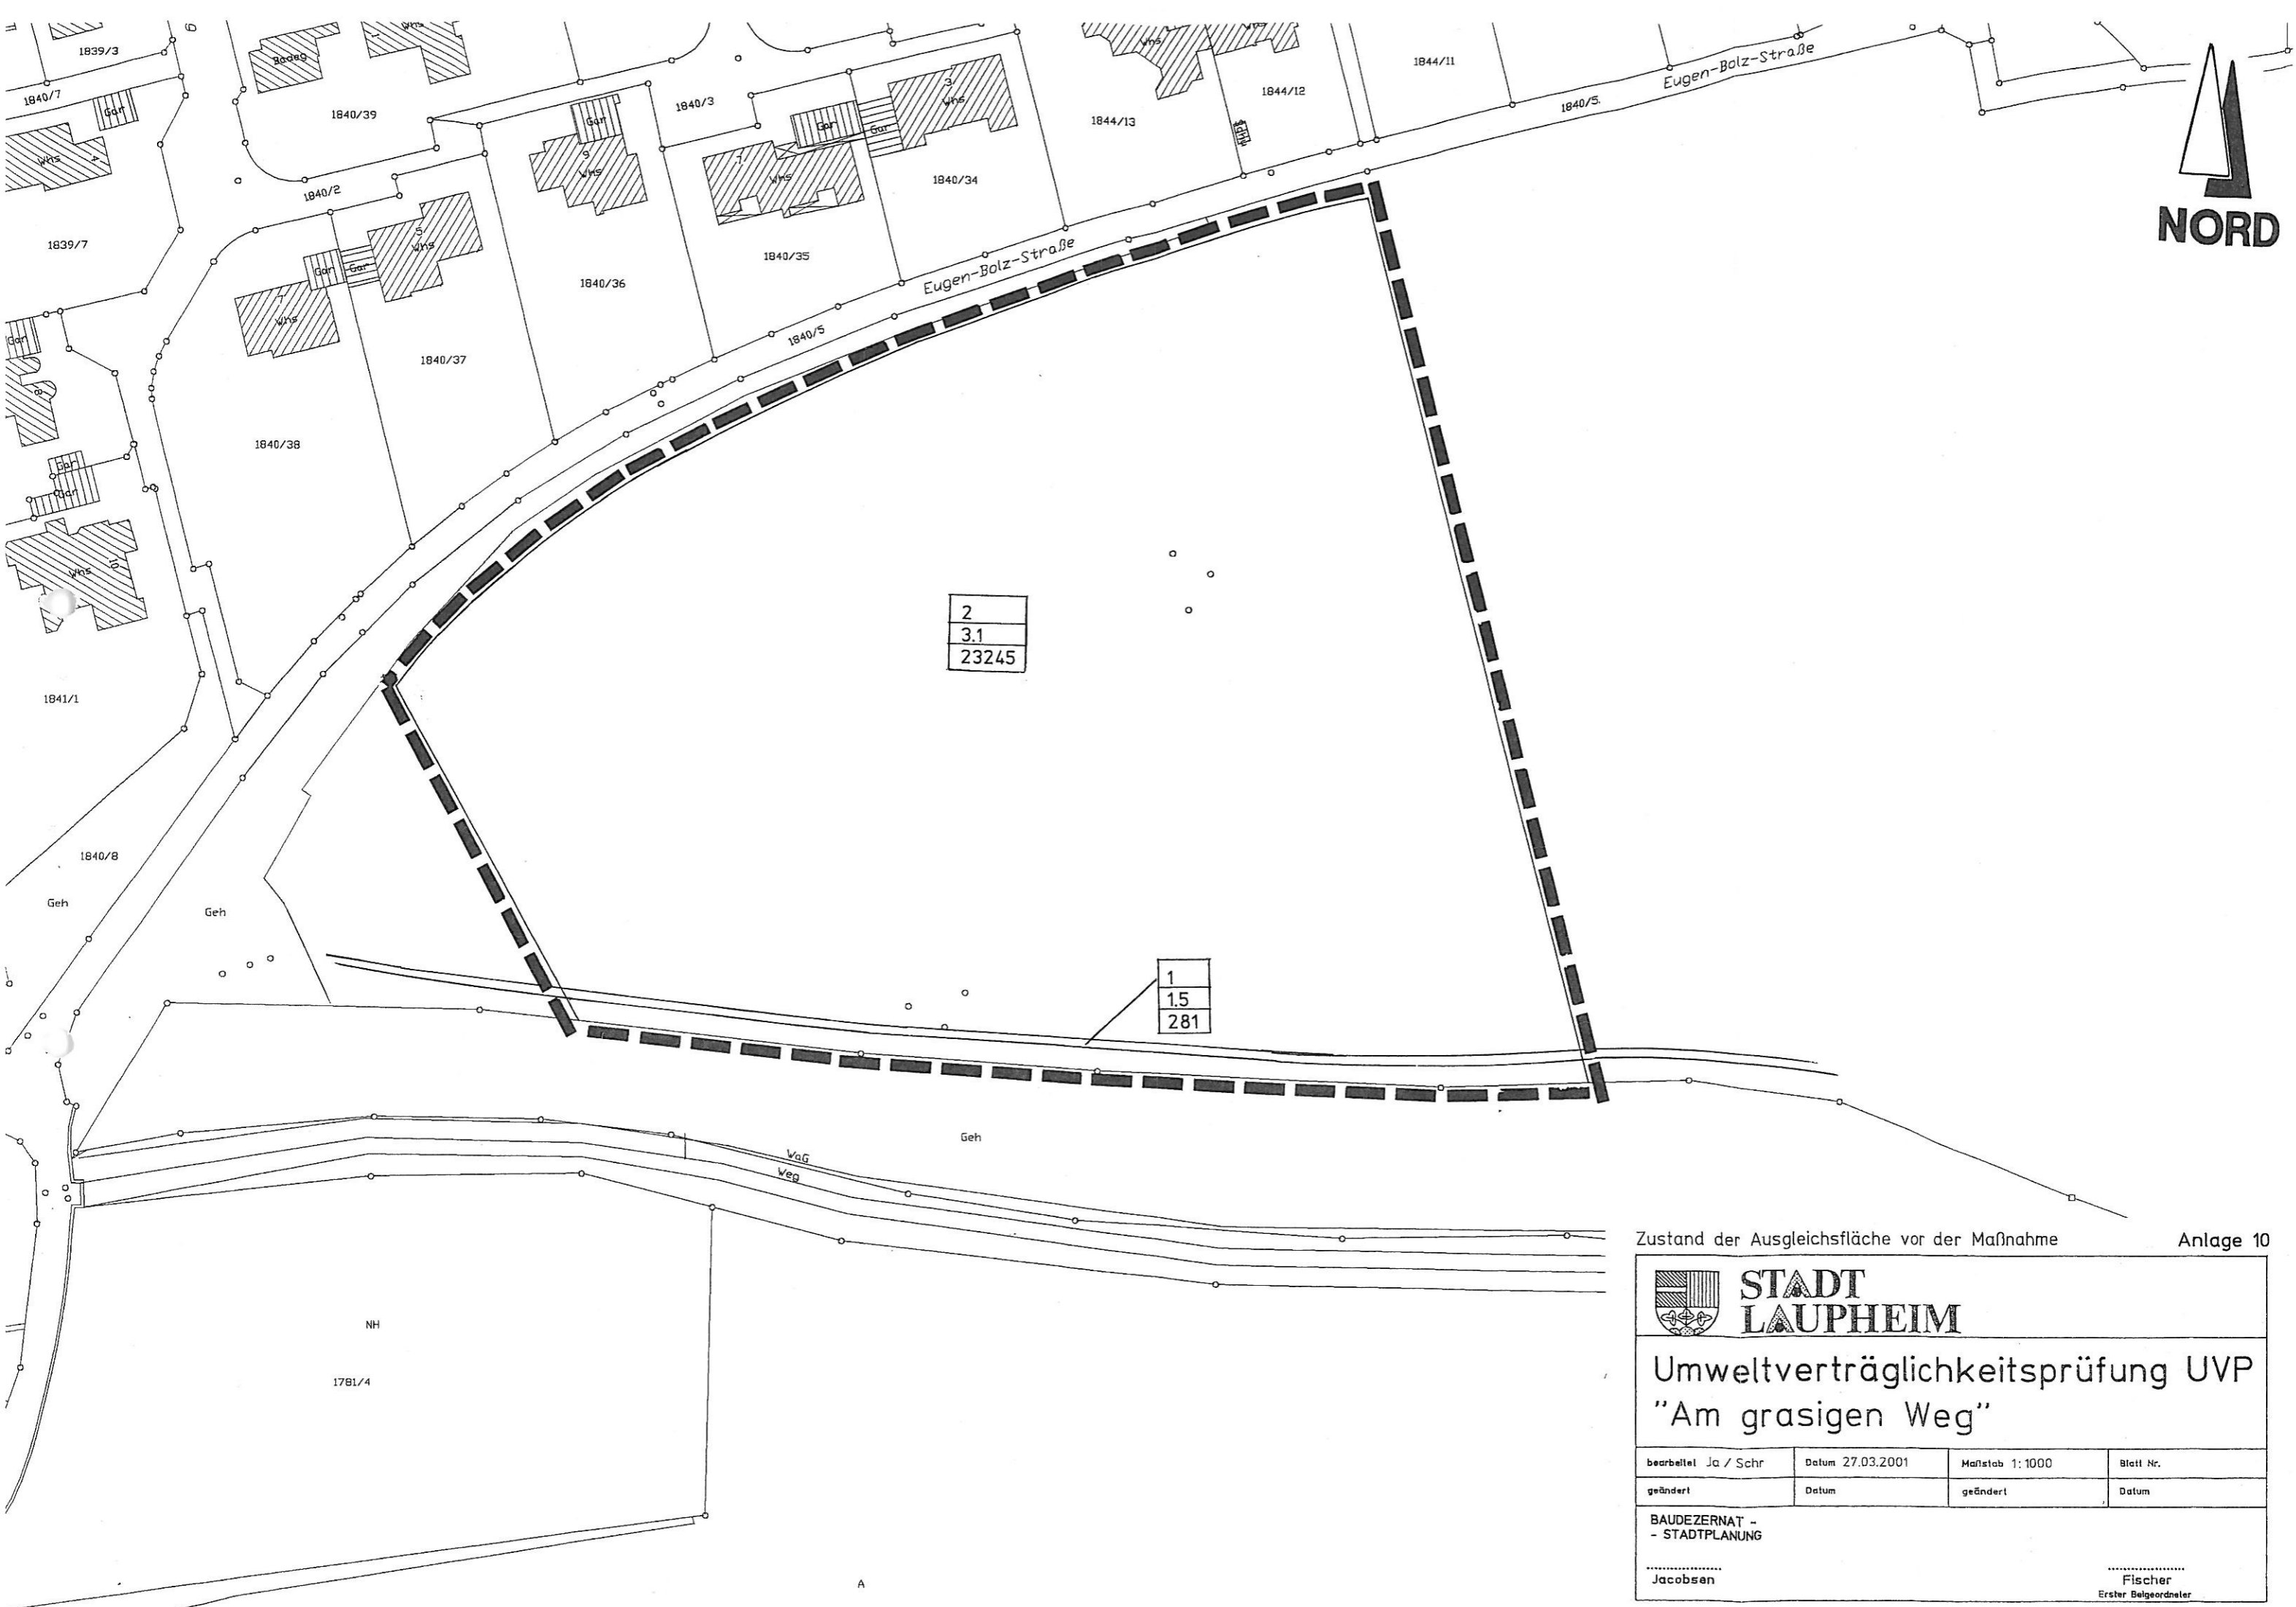 1839/3
1840/7
Gar
Whs
4
1839/7
Gar
8
Gar
Gar
Whs
10
1841/1
1840/8
Geh
Geh
Badeg
Whs
1840/39
1840/2
5
Whs
Gar
Gar
7
Whs
1840/37
1840/38
Gar
9
Whs
1840/36
1840/3
7
Whs
Gar
Gar
3
Whs
1840/34
1840/35
Whs
1844/13
1844/12
1844/11
1840/5
Eugen-Bolz-Straße
Eugen-Bolz-Straße
1840/5
NORD
2
3.1
23245
1
1.5
281
Geh
WaG
Weg
NH
1781/4
A
Zustand der Ausgleichsfläche vor der Maßnahme Anlage 10
STADT
LAUPHEIM
Umweltverträglichkeitsprüfung UVP
"Am grasigen Weg"
bearbeitet Ja / Schr Datum 27.03.2001 Maßstab 1:1000 Blatt Nr.
geändert Datum geändert Datum
BAUDEZERNAT -
- STADTPLANUNG
Jacobsen Fischer
Erster Beigeordneter